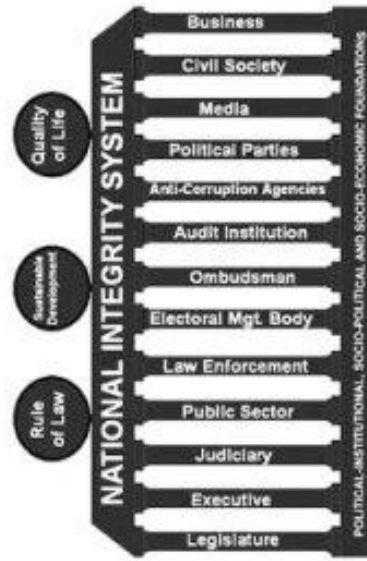 Rule
of Law
Sustainable
Development
Quality
of Life
NATIONAL INTEGRITY SYSTEM
Legislature
Executive
Judiciary
Public Sector
Law Enforcement
Electoral Mgt. Body
Ombudsman
Audit Institution
Anti-Corruption Agencies
Political Parties
Media
Civil Society
Business
POLITICAL-INSTITUTIONAL, SOCIO-POLITICAL AND SOCIO-ECONOMIC FOUNDATIONS